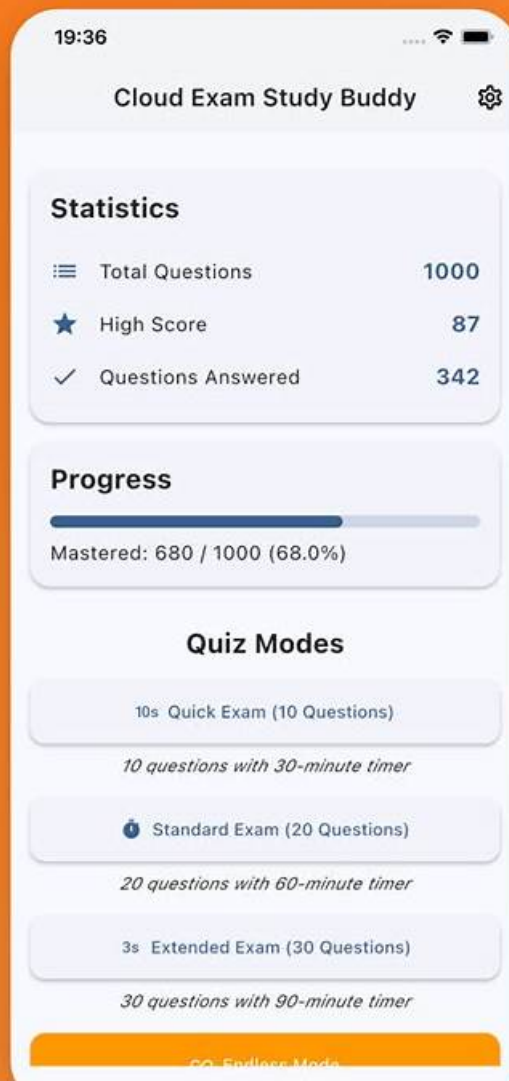 19:36
Cloud Exam Study Buddy
Statistics
Total Questions 1000
High Score 87
Questions Answered 342
Progress
Mastered: 680 / 1000 (68.0%)
Quiz Modes
10s Quick Exam (10 Questions)
10 questions with 30-minute timer
Standard Exam (20 Questions)
20 questions with 60-minute timer
3s Extended Exam (30 Questions)
30 questions with 90-minute timer
Endless Mode